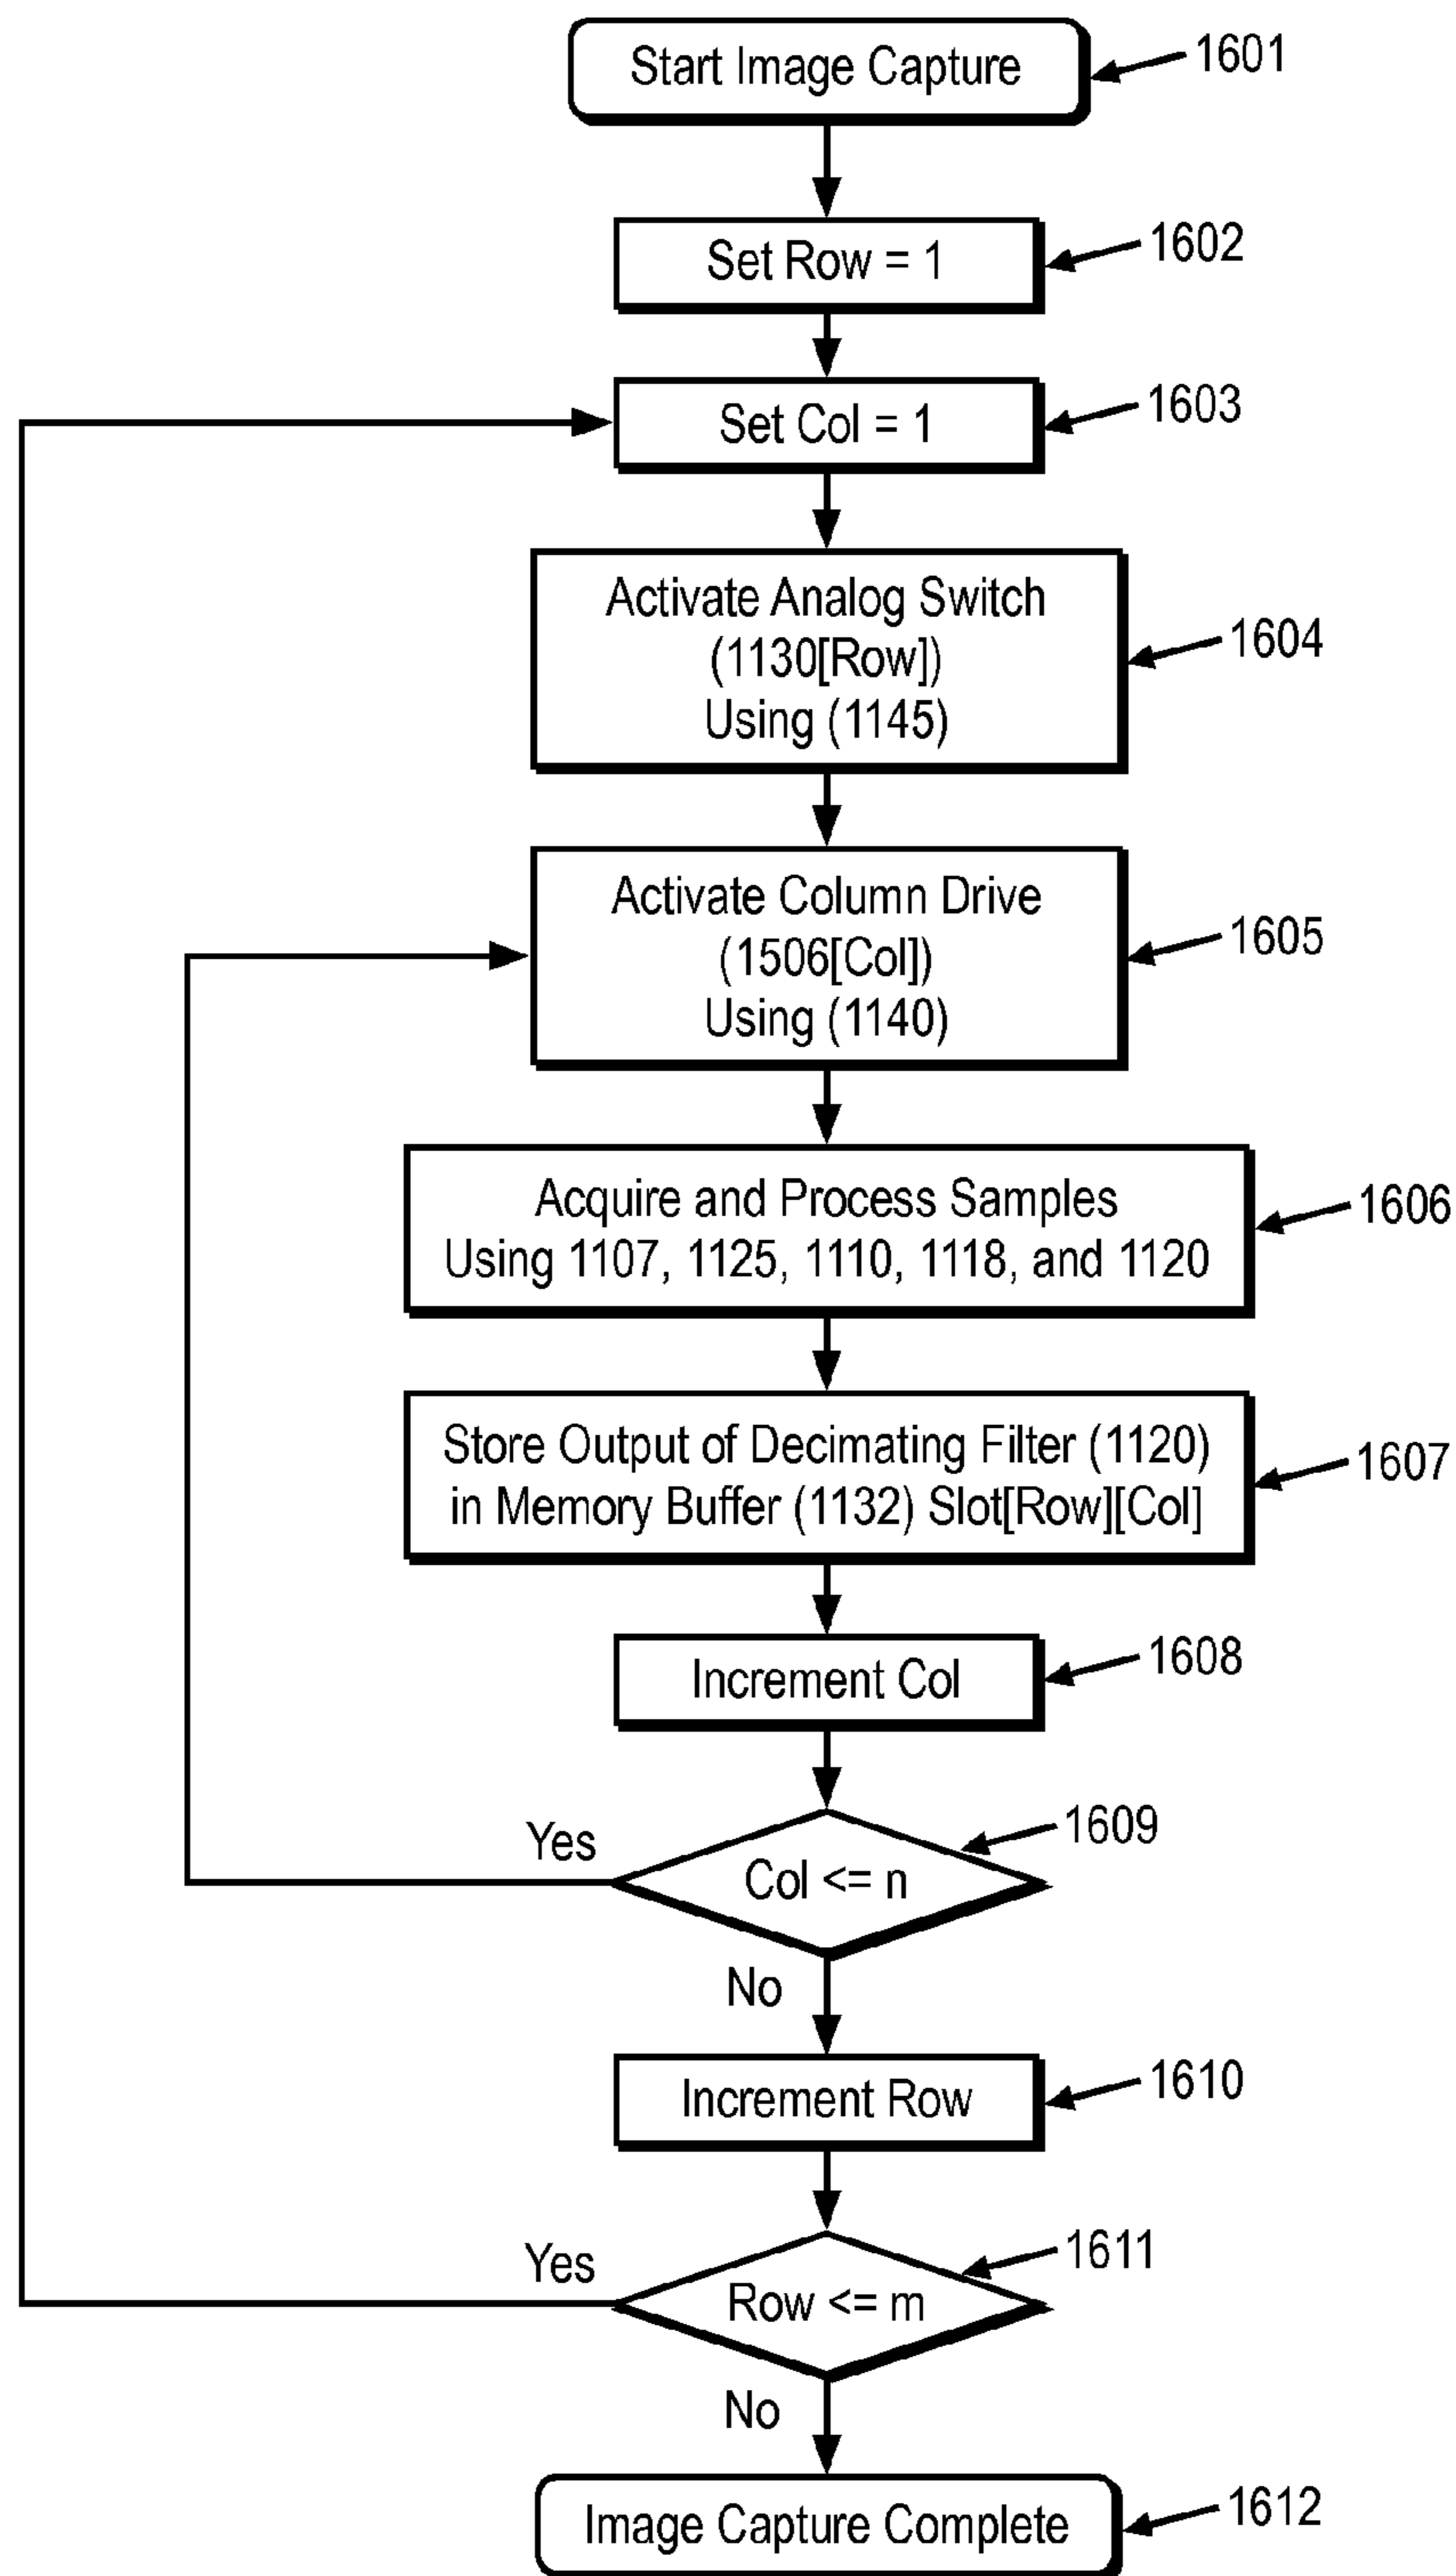 Start Image Capture
1601
Set Row = 1
1602
Set Col = 1
1603
Activate Analog Switch
(1130[Row])
Using (1145)
1604
Activate Column Drive
(1506[Col])
Using (1140)
1605
Acquire and Process Samples
Using 1107, 1125, 1110, 1118, and 1120
1606
Store Output of Decimating Filter (1120)
in Memory Buffer (1132) Slot[Row][Col]
1607
Increment Col
1608
Col <= n
1609
Yes
No
Increment Row
1610
Row <= m
1611
Yes
No
Image Capture Complete
1612